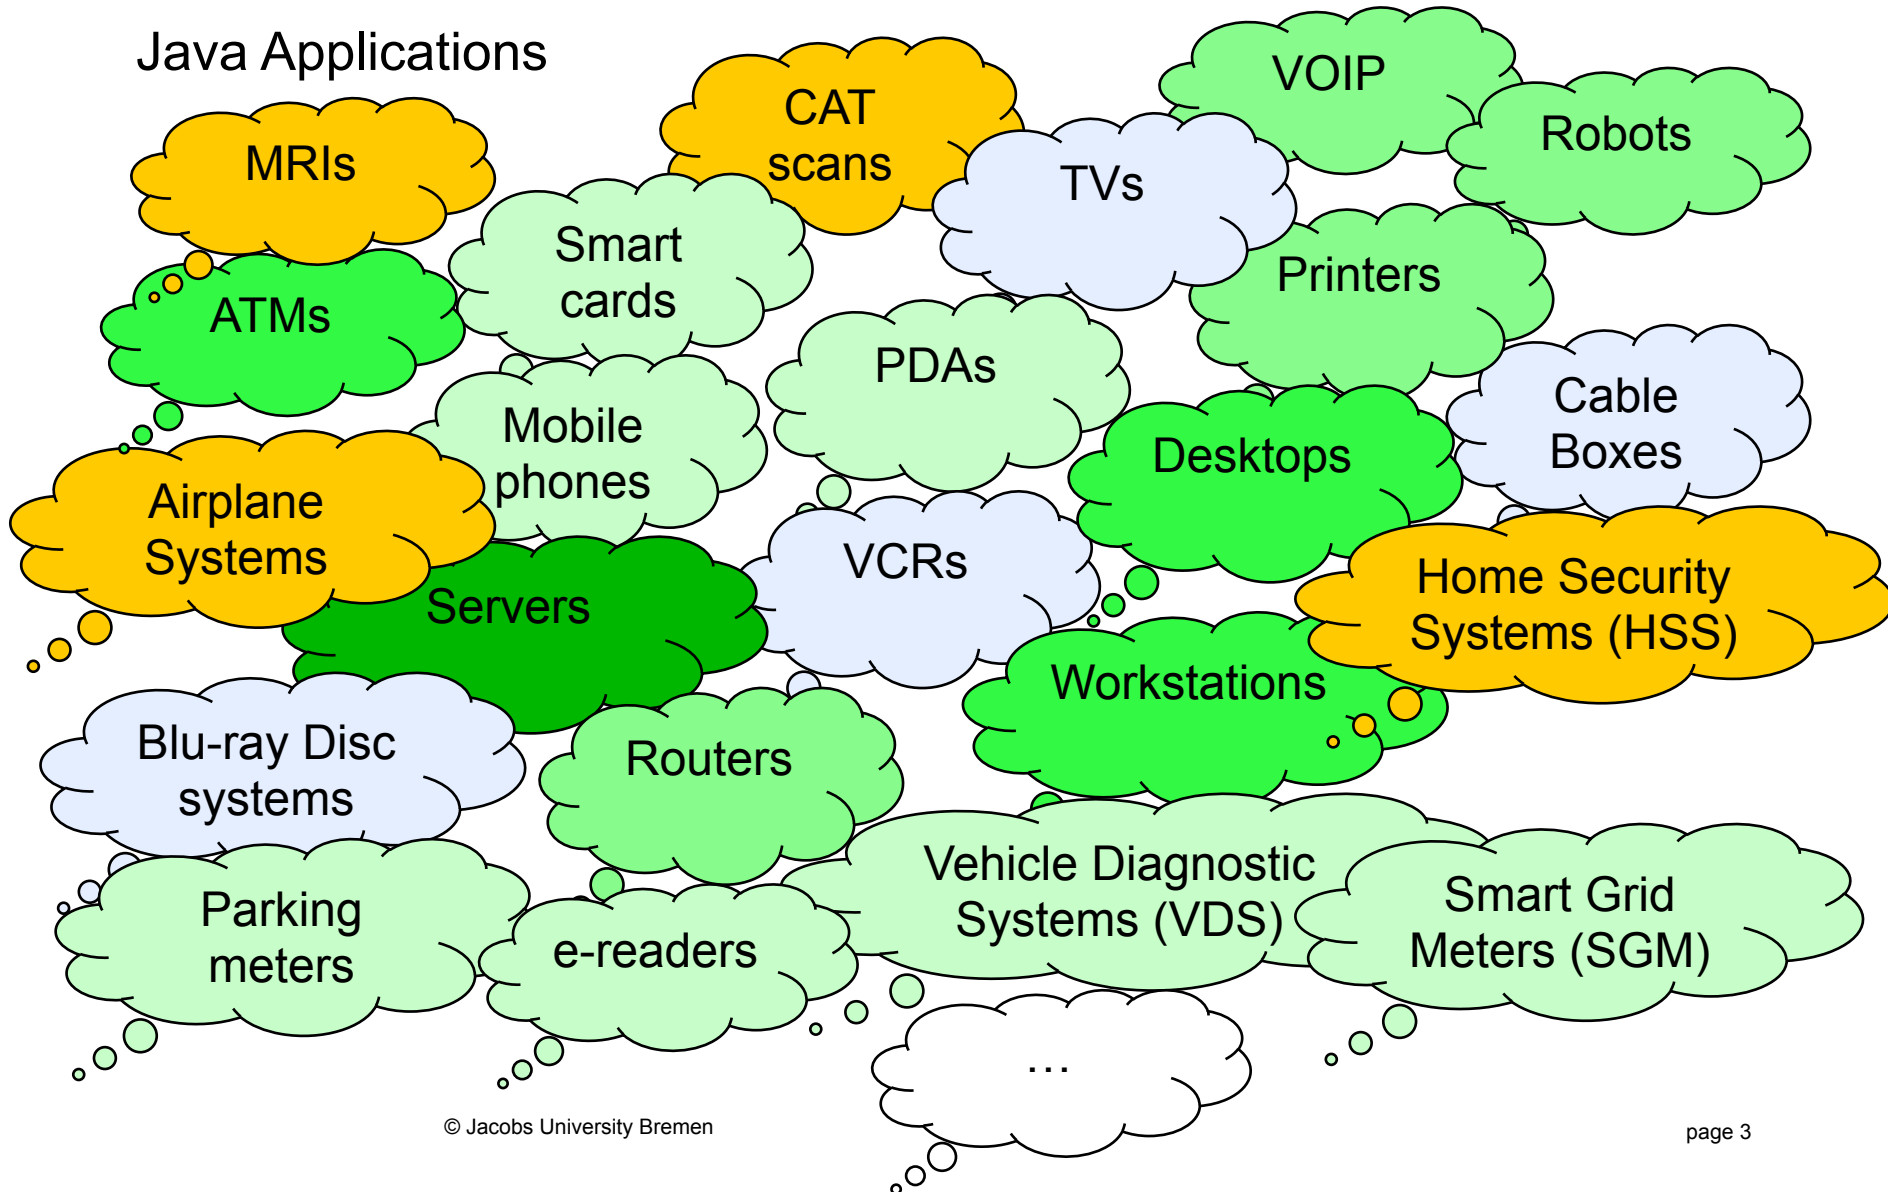 Java Applications
MRIs
CAT
scans
VOIP
Robots
TVs
Smart
cards
Printers
ATMs
PDAs
Cable
Boxes
Mobile
phones
Desktops
Airplane
Systems
VCRs
Home Security
Systems (HSS)
Servers
Workstations
Blu-ray Disc
systems
Routers
Vehicle Diagnostic
Systems (VDS)
Smart Grid
Meters (SGM)
Parking
meters
e-readers
…
© Jacobs University Bremen
page 3